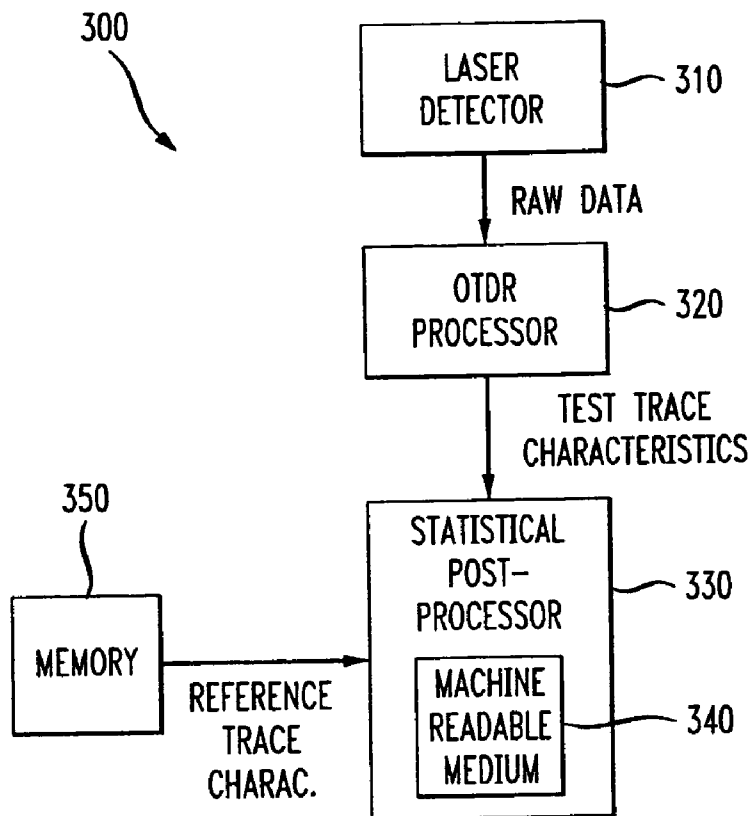 300
LASER
DETECTOR
310
RAW DATA
OTDR
PROCESSOR
320
TEST TRACE
CHARACTERISTICS
350
MEMORY
REFERENCE
TRACE
CHARAC.
STATISTICAL
POST-
PROCESSOR
330
MACHINE
READABLE
MEDIUM
340